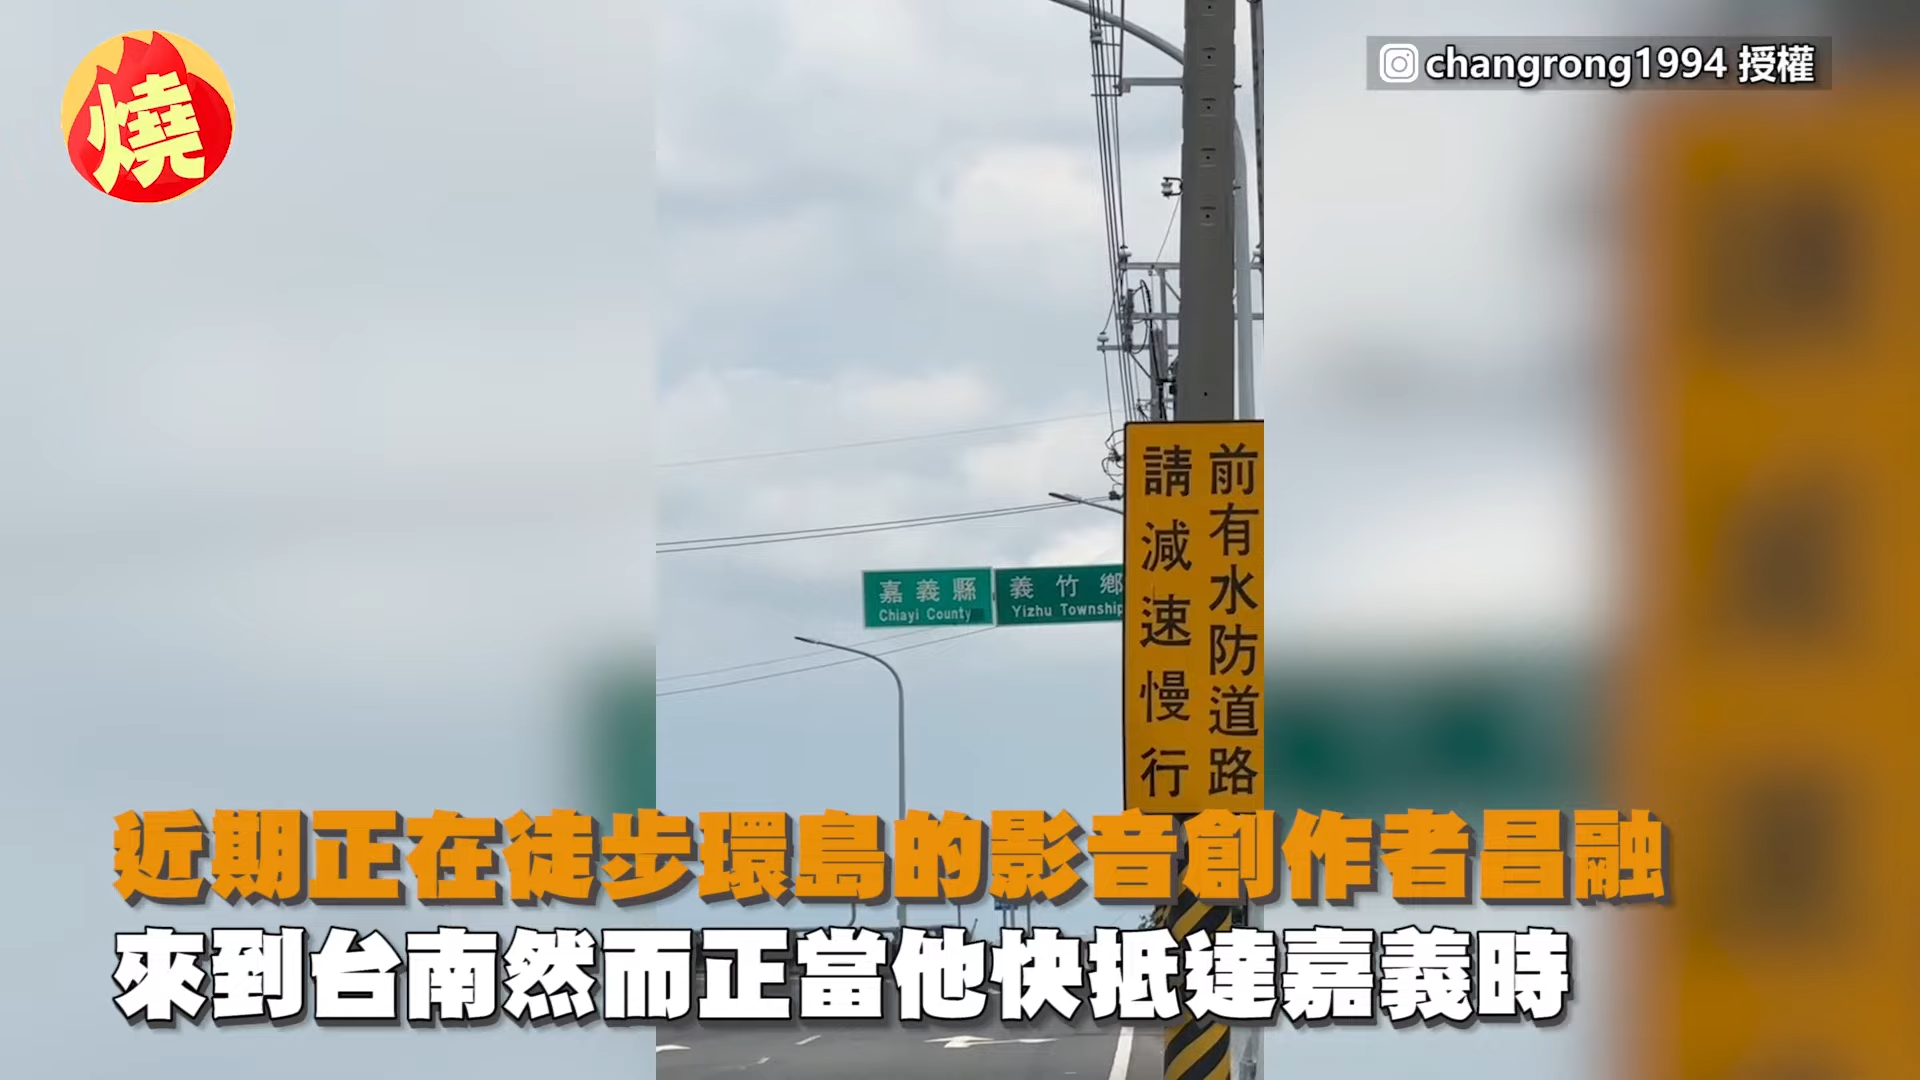 燒
changrong1994 授權
前有水防道路
請減速慢行
嘉義縣
Chiayi County
義竹鄉
Yizhu Township
近期正在徒步環島的影音創作者昌融
來到台南然而正當他快抵達嘉義時